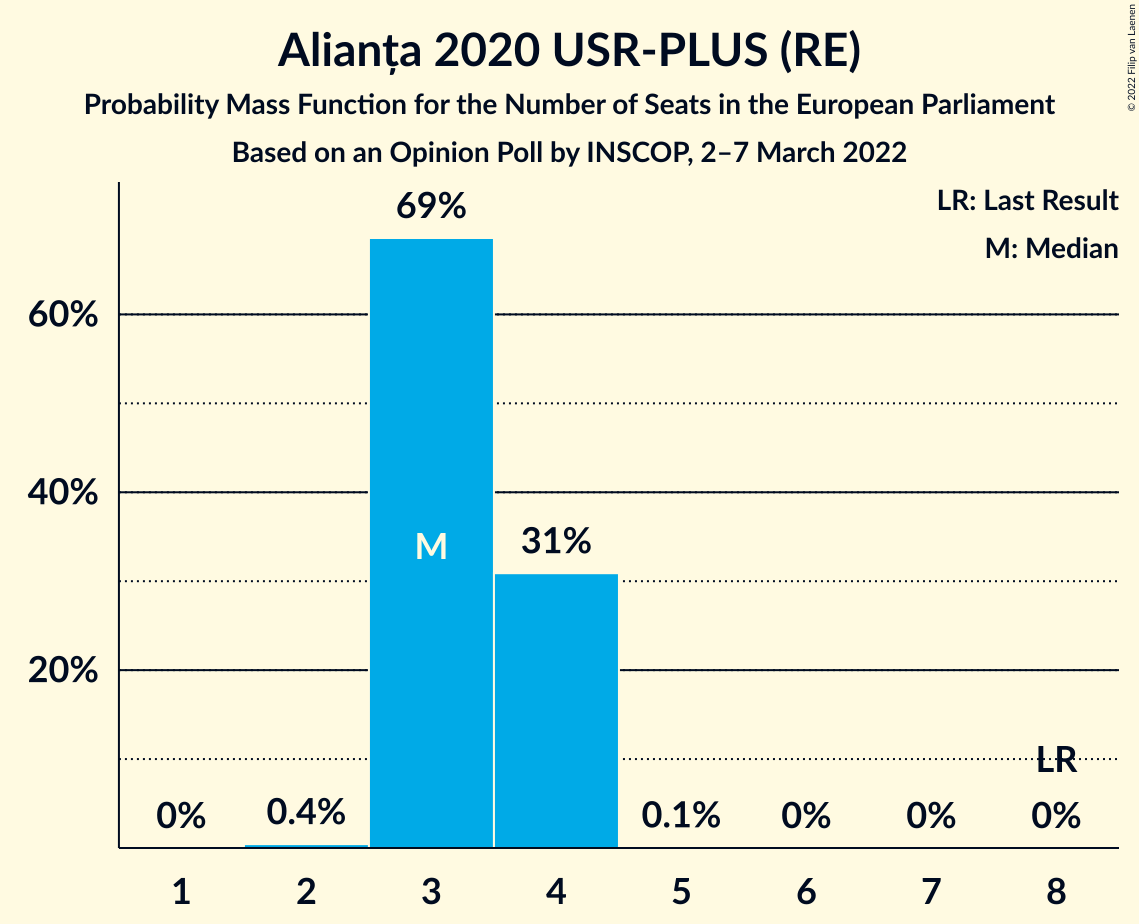 Alianța 2020 USR-PLUS (RE)
Probability Mass Function for the Number of Seats in the European Parliament
Based on an Opinion Poll by INSCOP, 2–7 March 2022
© 2022 Filip van Laenen
LR: Last Result
M: Median
60%
40%
20%
0%
0.4%
69%
M
31%
0.1%
0%
0%
LR
0%
1 2 3 4 5 6 7 8